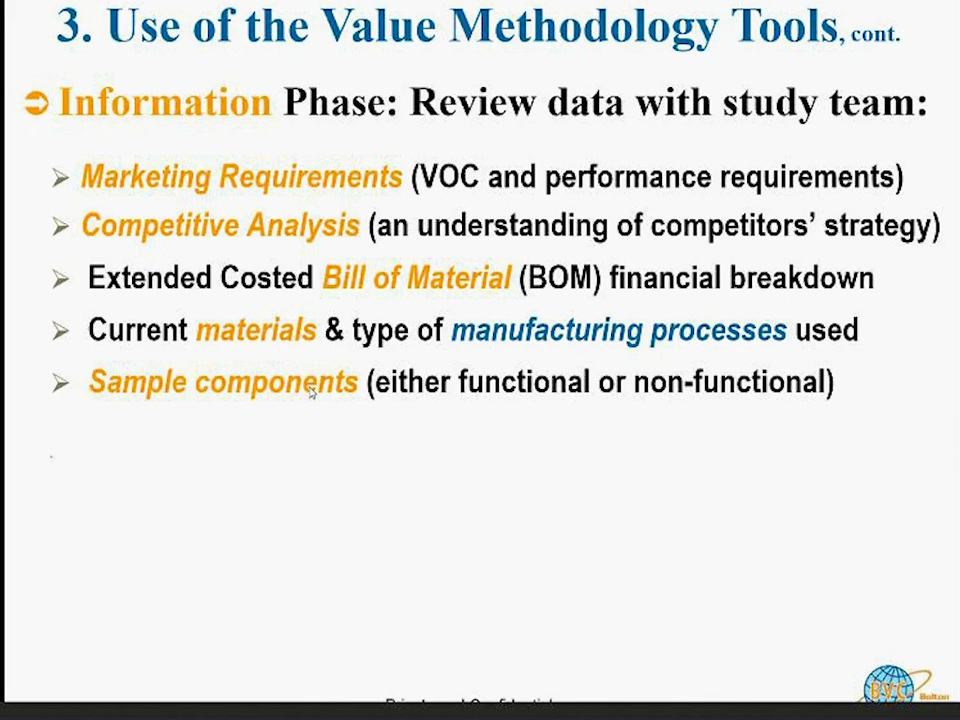 3. Use of the Value Methodology Tools, cont.
Information Phase: Review data with study team:
Marketing Requirements (VOC and performance requirements)
Competitive Analysis (an understanding of competitors’ strategy)
Extended Costed Bill of Material (BOM) financial breakdown
Current materials & type of manufacturing processes used
Sample components (either functional or non-functional)
BVC Bolton